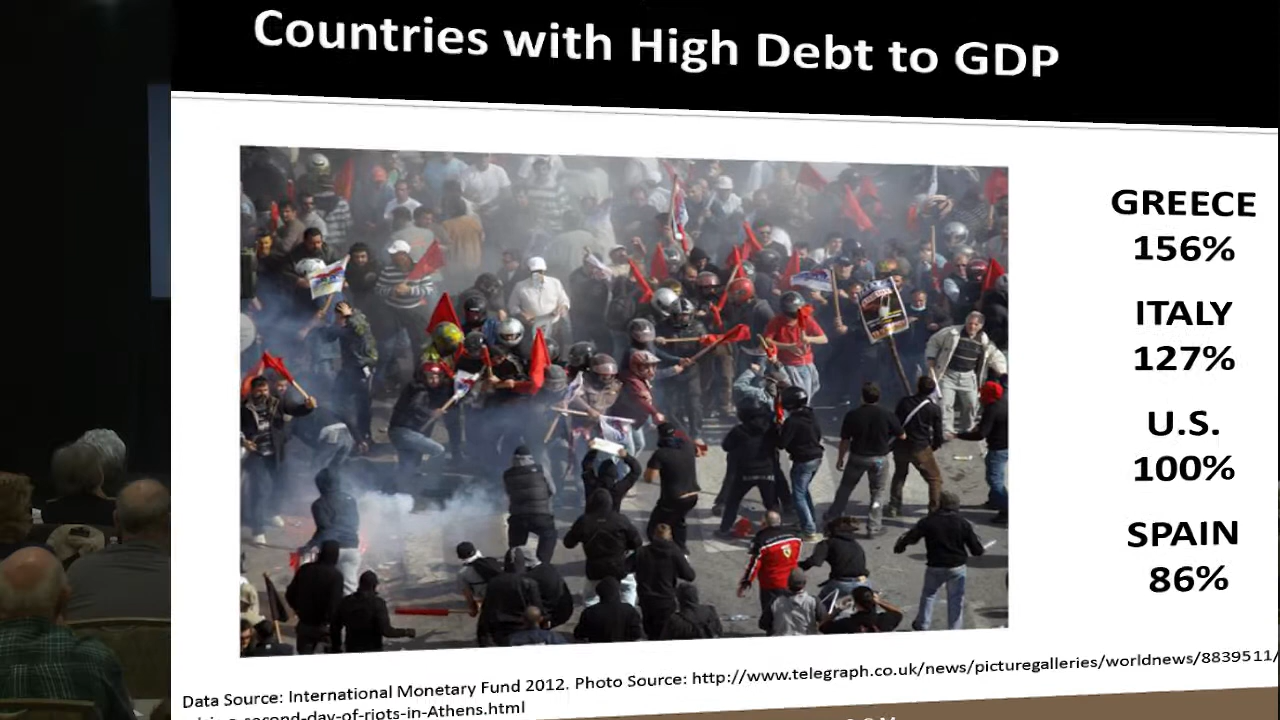 Countries with High Debt to GDP
GREECE
156%
ITALY
127%
U.S.
100%
SPAIN
86%
Data Source: International Monetary Fund 2012. Photo Source: http://www.telegraph.co.uk/news/picturegalleries/worldnews/8839511/
second-day-of-riots-in-Athens.html